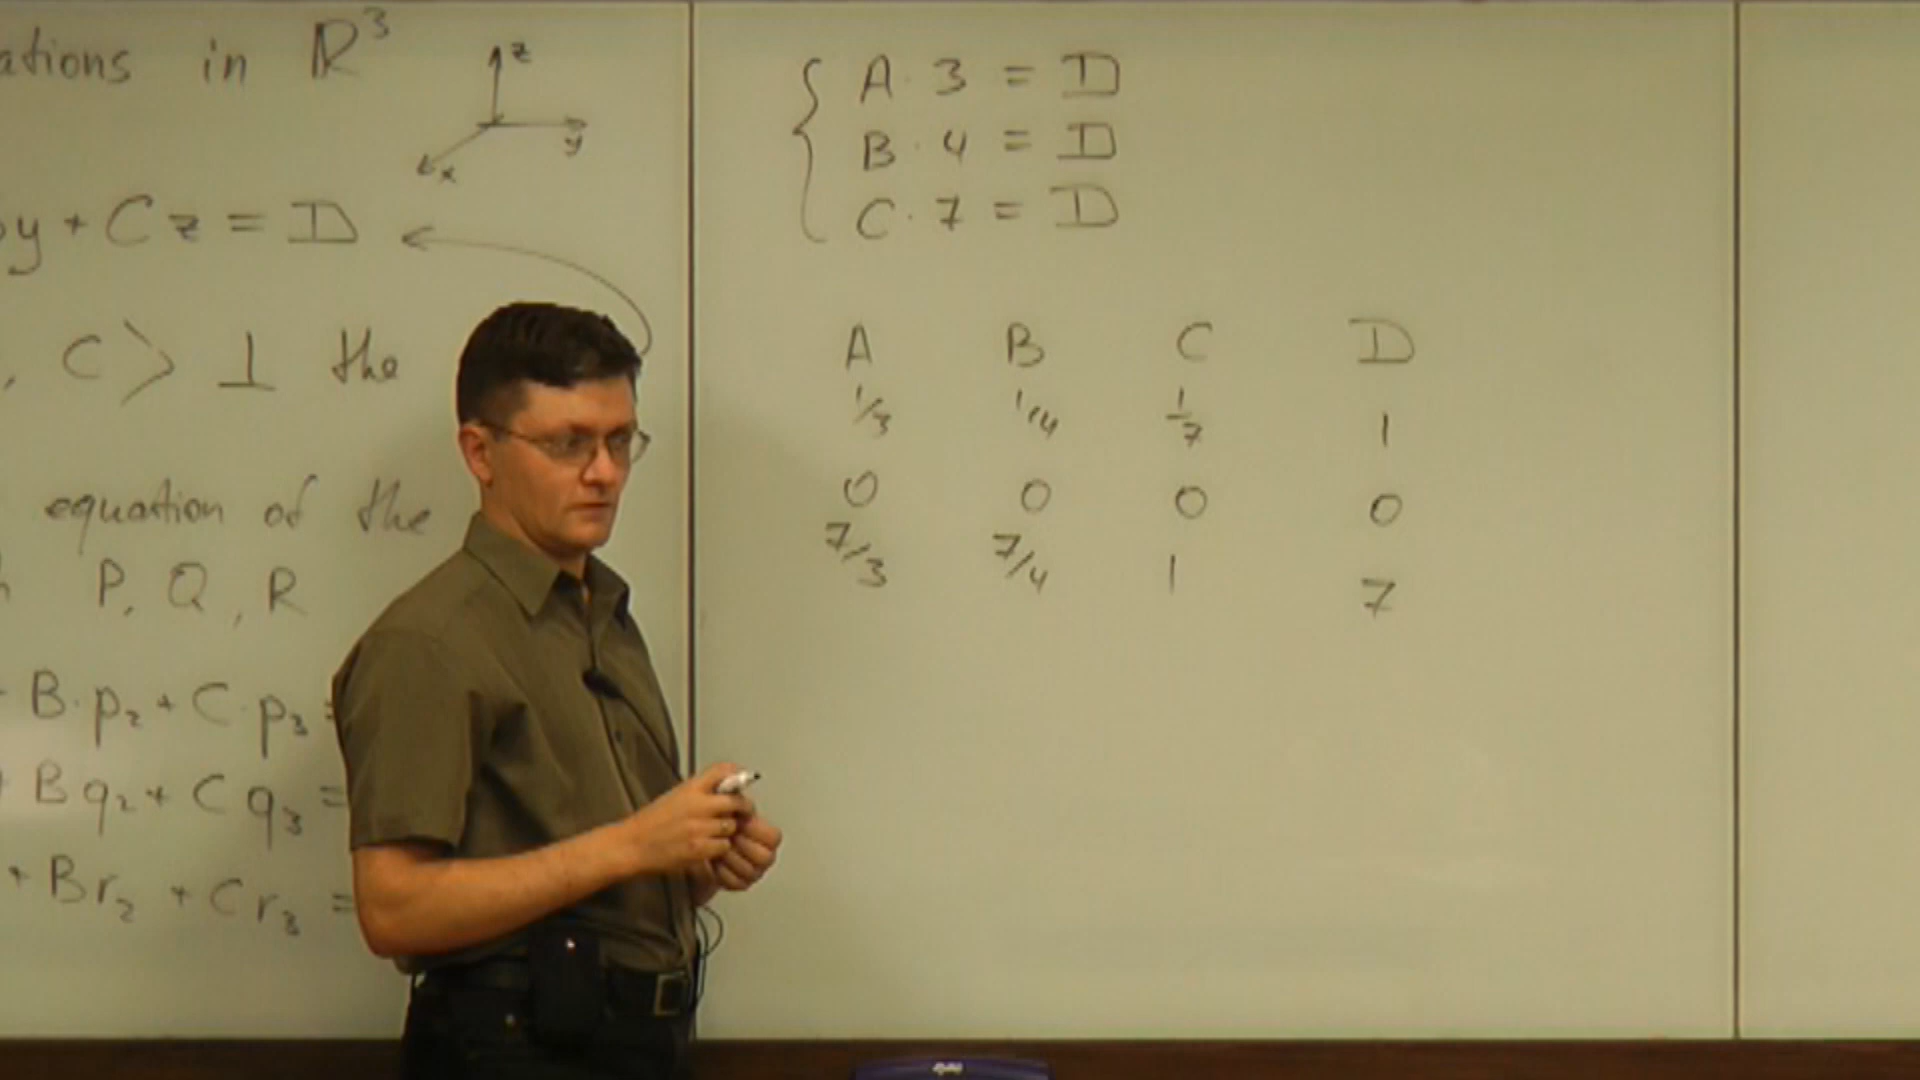 ations in ℝ³
z
y
x
y + Cz = D
, C> ⊥ the
equation of the
P, Q, R
B·p₂ + C·p₃ =
+ Bq₂ + Cq₃ =
+ Br₂ + Cr₃ =
A · 3 = D
B · 4 = D
C · 7 = D
A B C D
1/3 1/4 1/7 1
0 0 0 0
7/3 7/4 1 7